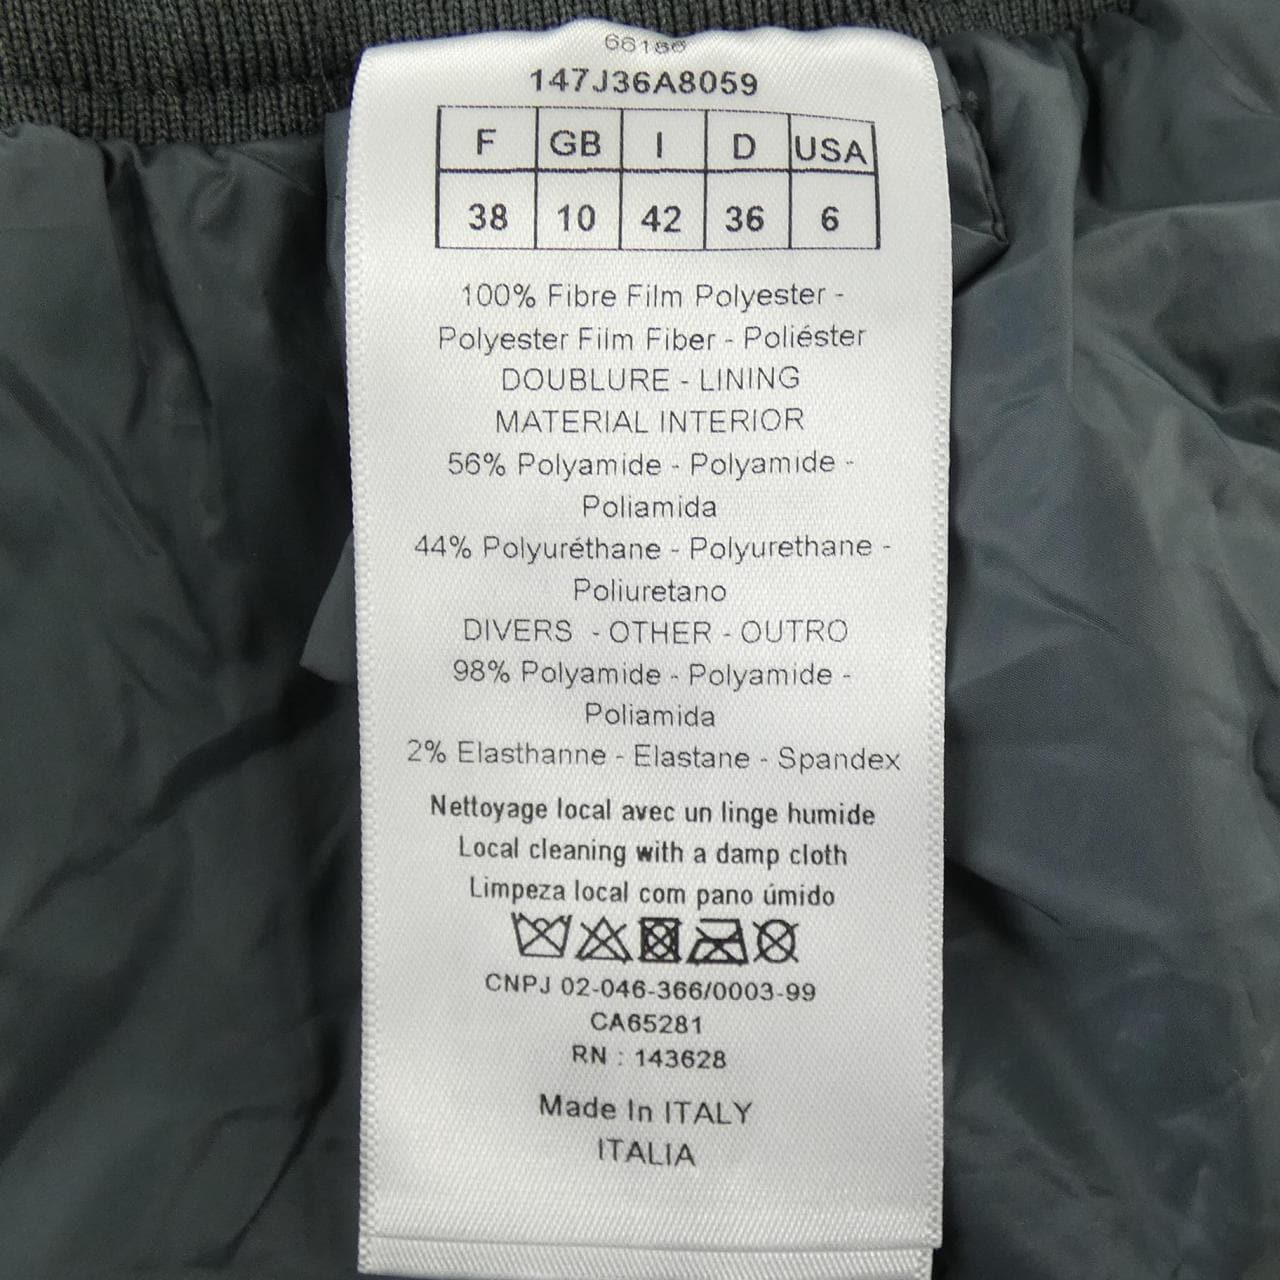 66186
147J36A8059
F GB I D USA
38 10 42 36 6
100% Fibre Film Polyester -
Polyester Film Fiber - Poliéster
DOUBLURE - LINING
MATERIAL INTERIOR
56% Polyamide - Polyamide -
Poliamida
44% Polyuréthane - Polyurethane -
Poliuretano
DIVERS - OTHER - OUTRO
98% Polyamide - Polyamide -
Poliamida
2% Elasthanne - Elastane - Spandex
Nettoyage local avec un linge humide
Local cleaning with a damp cloth
Limpeza local com pano úmido
CNPJ 02-046-366/0003-99
CA65281
RN : 143628
Made In ITALY
ITALIA